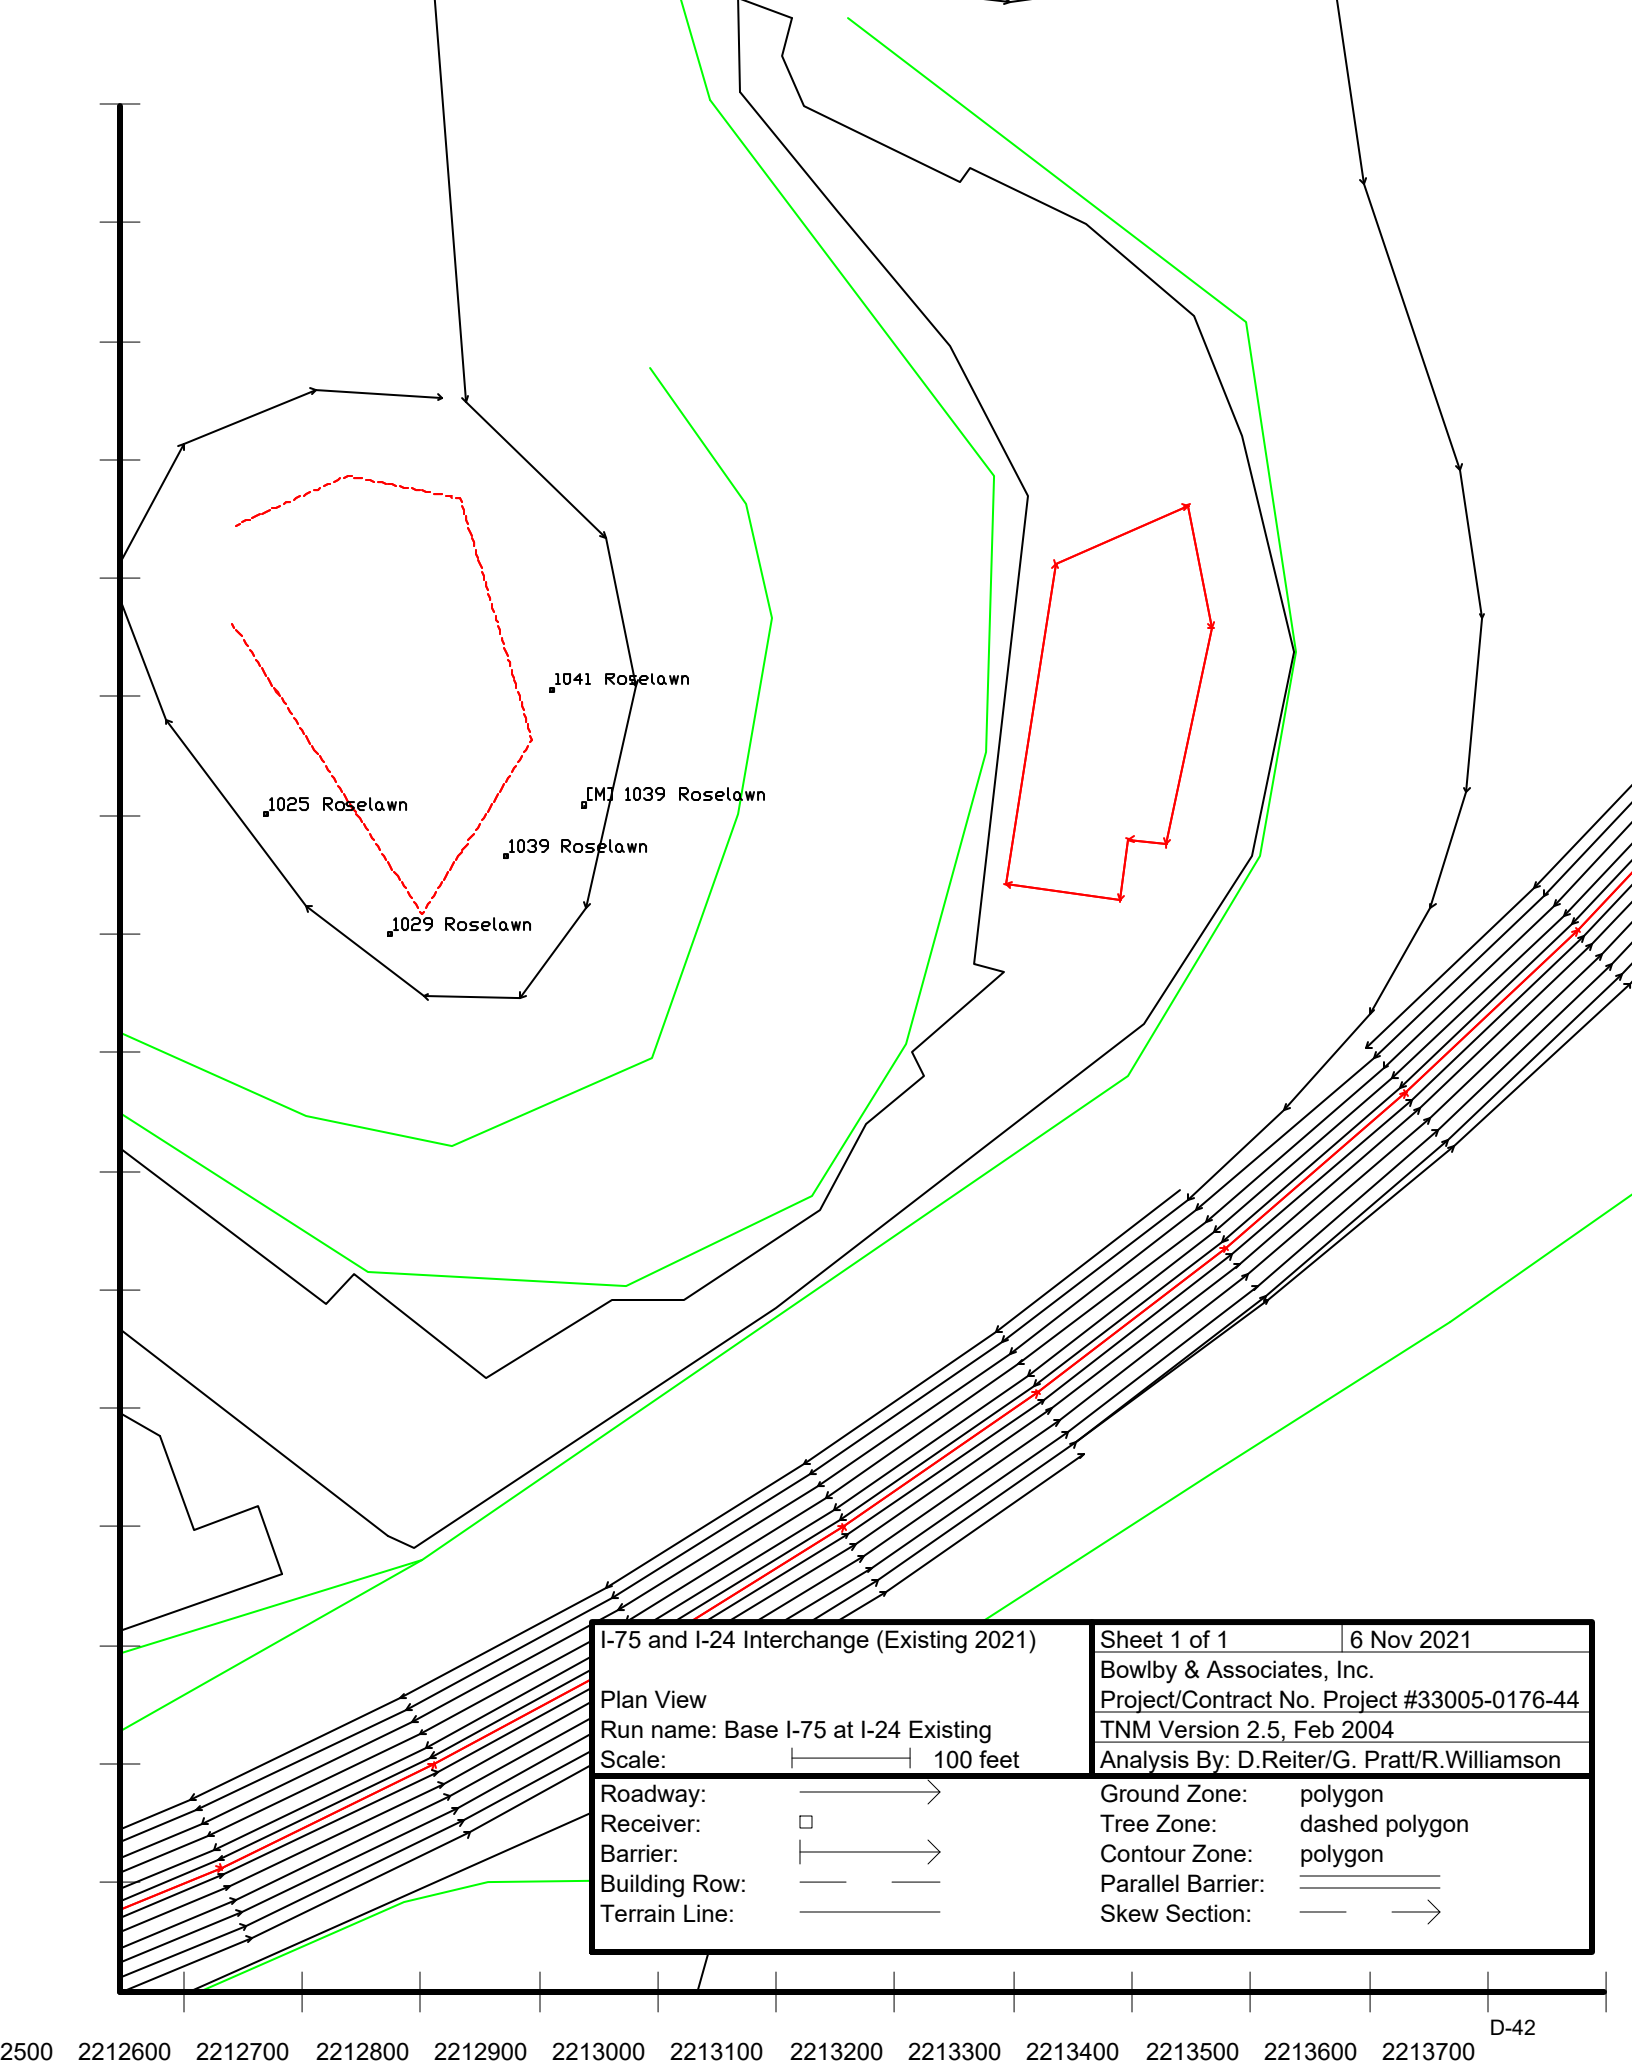 1041 Roselawn
[M] 1039 Roselawn
1025 Roselawn
1039 Roselawn
1029 Roselawn
I-75 and I-24 Interchange (Existing 2021)
Sheet 1 of 1
6 Nov 2021
Bowlby & Associates, Inc.
Plan View
Project/Contract No. Project #33005-0176-44
Run name: Base I-75 at I-24 Existing
TNM Version 2.5, Feb 2004
Scale:
100 feet
Analysis By: D.Reiter/G. Pratt/R.Williamson
Roadway:
Ground Zone:
polygon
Receiver:
Tree Zone:
dashed polygon
Barrier:
Contour Zone:
polygon
Building Row:
Parallel Barrier:
Terrain Line:
Skew Section:
D-42
2500 2212600 2212700 2212800 2212900 2213000 2213100 2213200 2213300 2213400 2213500 2213600 2213700